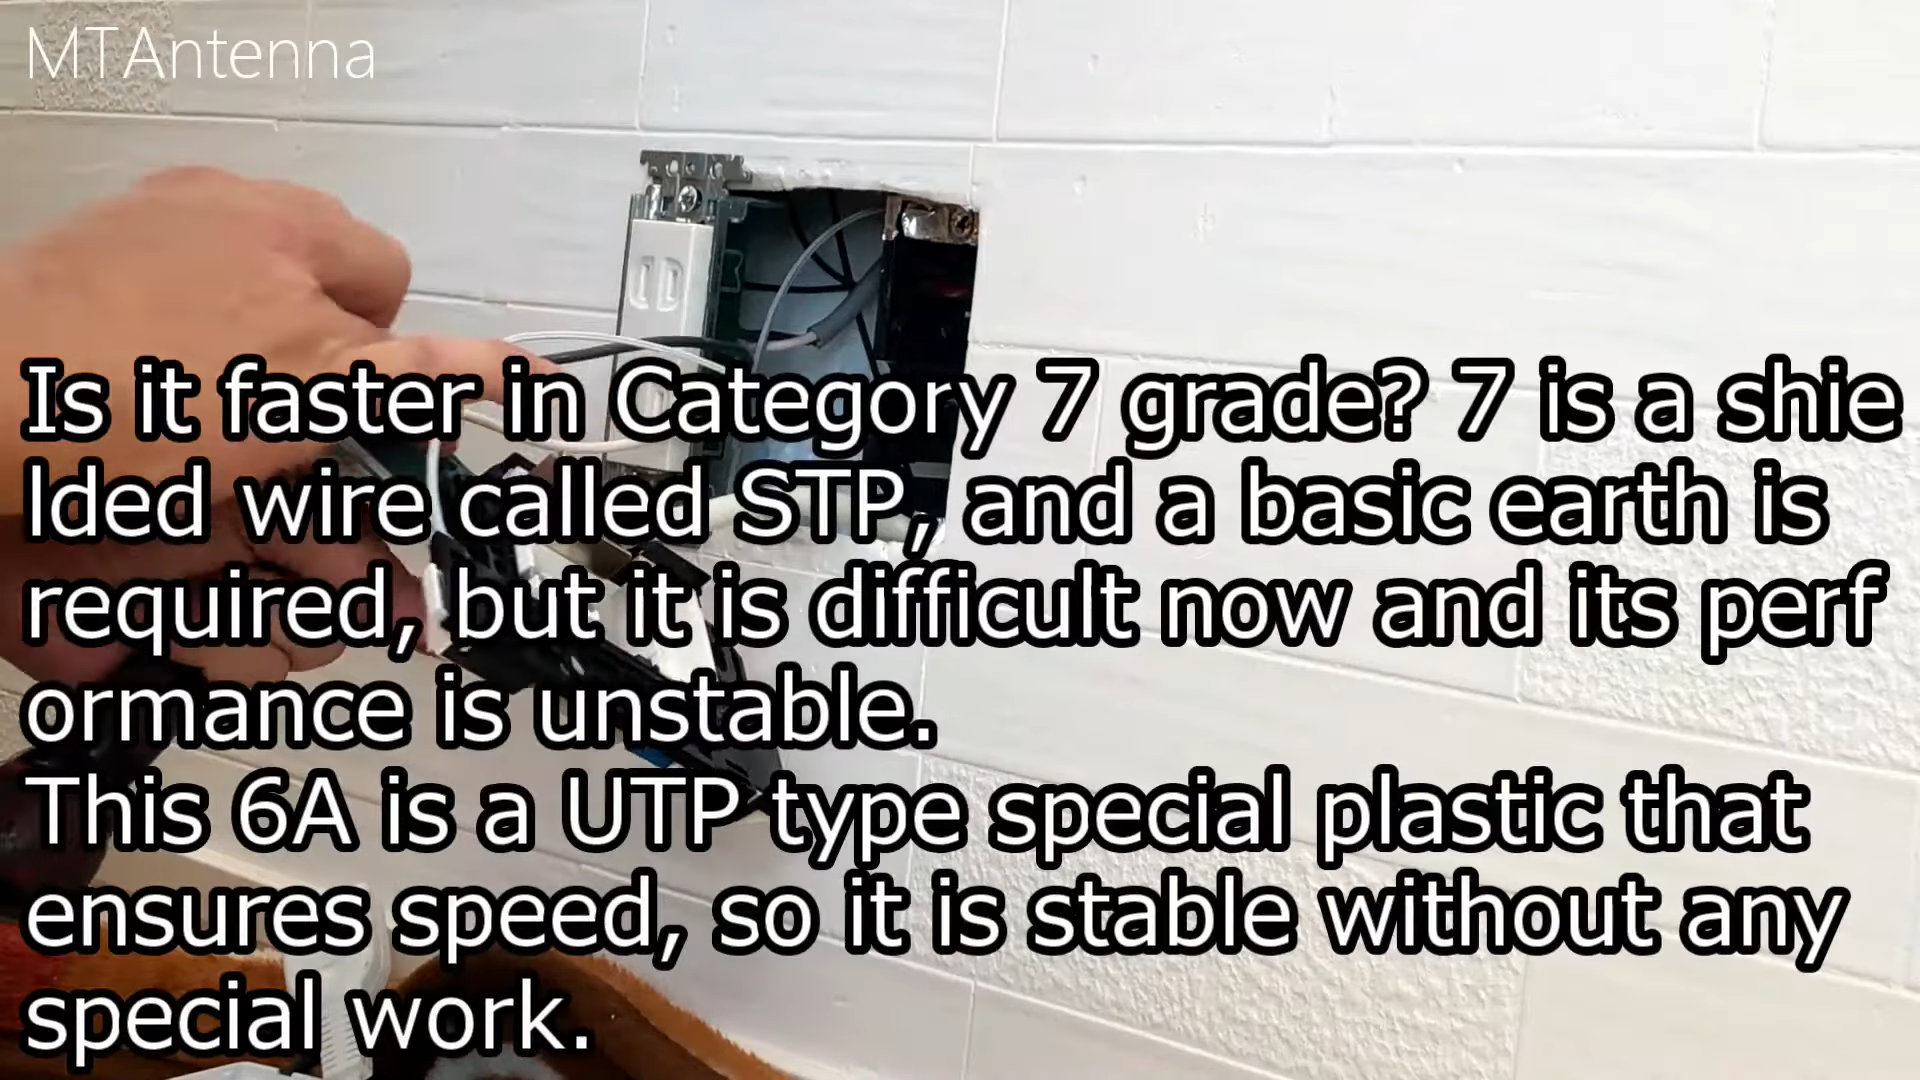 MTAntenna
Is it faster in Category 7 grade? 7 is a shie
lded wire called STP, and a basic earth is
required, but it is difficult now and its perf
ormance is unstable.
This 6A is a UTP type special plastic that
ensures speed, so it is stable without any
special work.